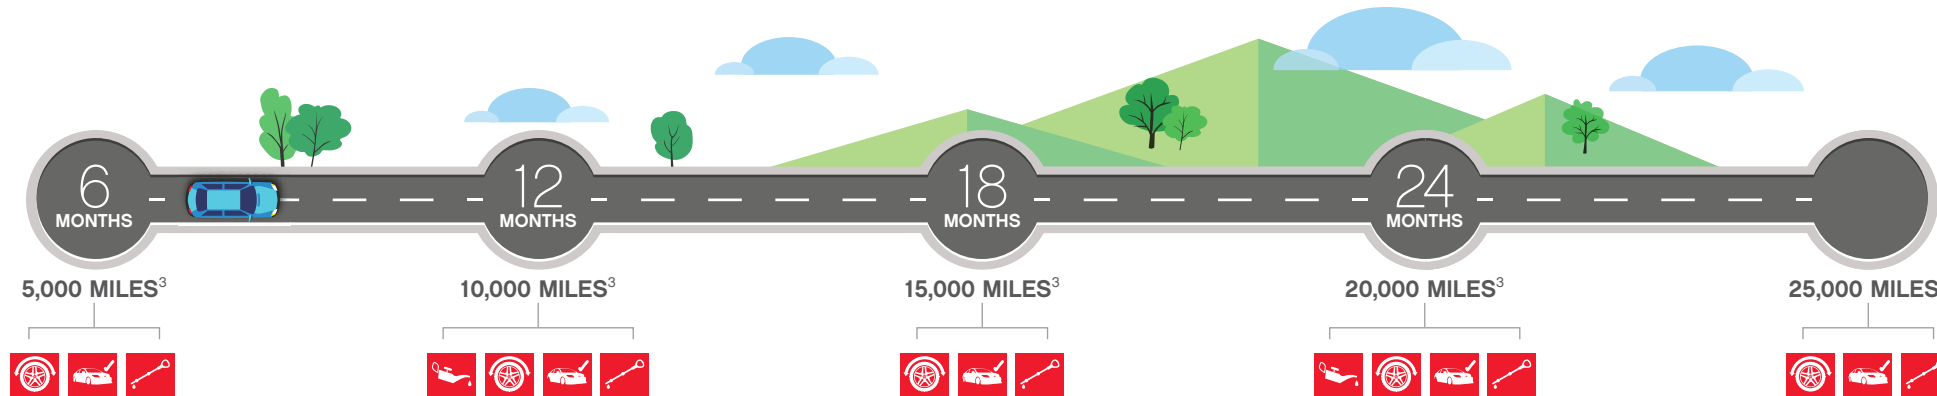 6
MONTHS
12
MONTHS
18
MONTHS
24
MONTHS
5,000 MILES³
10,000 MILES³
15,000 MILES³
20,000 MILES³
25,000 MILES